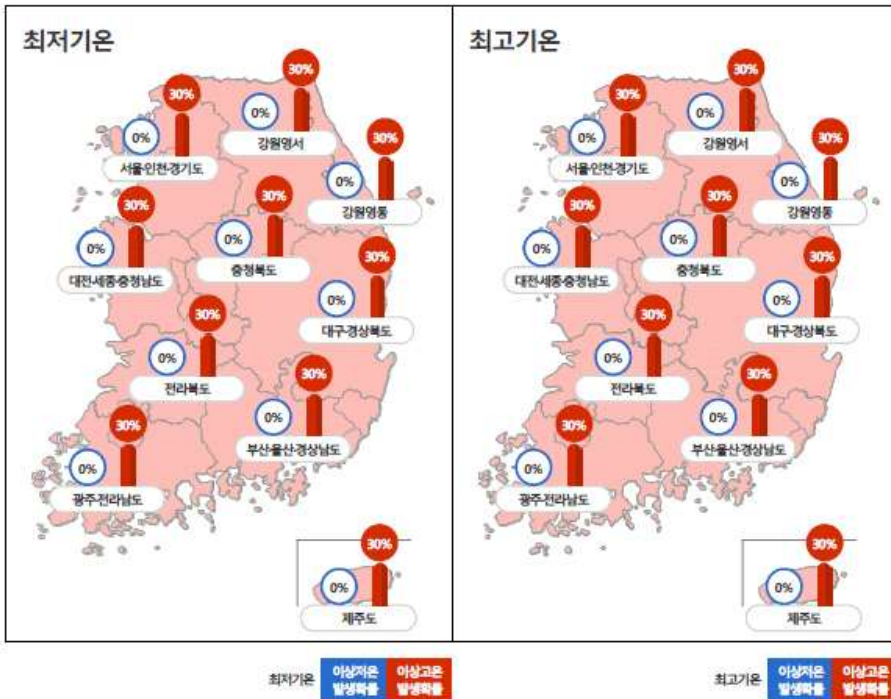 최저기온
30%
0%
서울·인천·경기도
30%
0%
강원영서
30%
0%
강원영동
30%
0%
대전·세종·충청남도
30%
0%
충청북도
30%
0%
대구·경상북도
30%
0%
전라북도
30%
0%
부산·울산·경상남도
30%
0%
광주·전라남도
30%
0%
제주도
최저기온
이상저온
발생확률
이상고온
발생확률
최고기온
30%
0%
서울·인천·경기도
30%
0%
강원영서
30%
0%
강원영동
30%
0%
대전·세종·충청남도
30%
0%
충청북도
30%
0%
대구·경상북도
30%
0%
전라북도
30%
0%
부산·울산·경상남도
30%
0%
광주·전라남도
30%
0%
제주도
최고기온
이상저온
발생확률
이상고온
발생확률